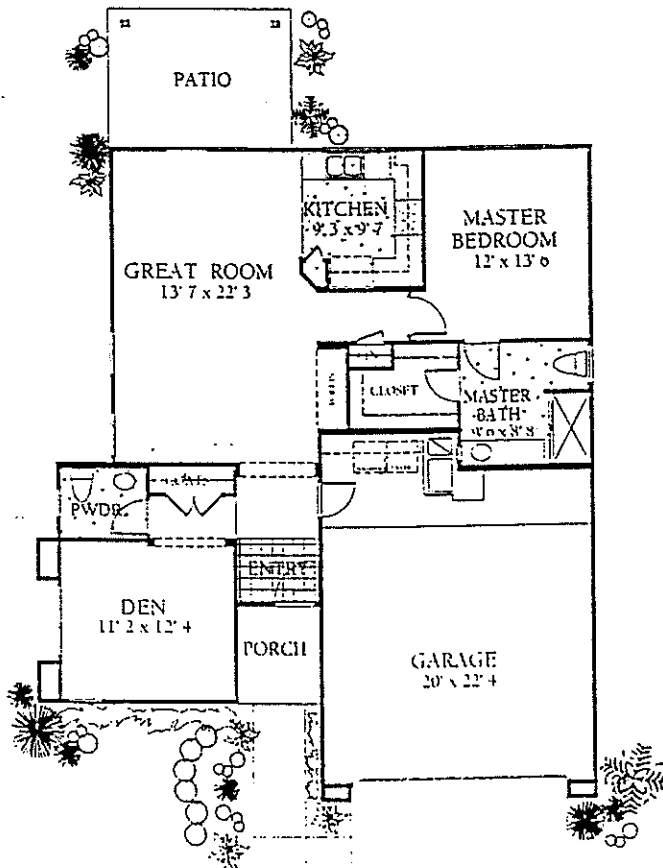 PATIO
KITCHEN
9' 3 x 9' 7
MASTER
BEDROOM
12' x 13' 6
GREAT ROOM
13' 7 x 22' 3
CLOSET
MASTER
BATH
PWDR.
ENTRY
DEN
11' 2 x 12' 4
PORCH
GARAGE
20' x 22' 4